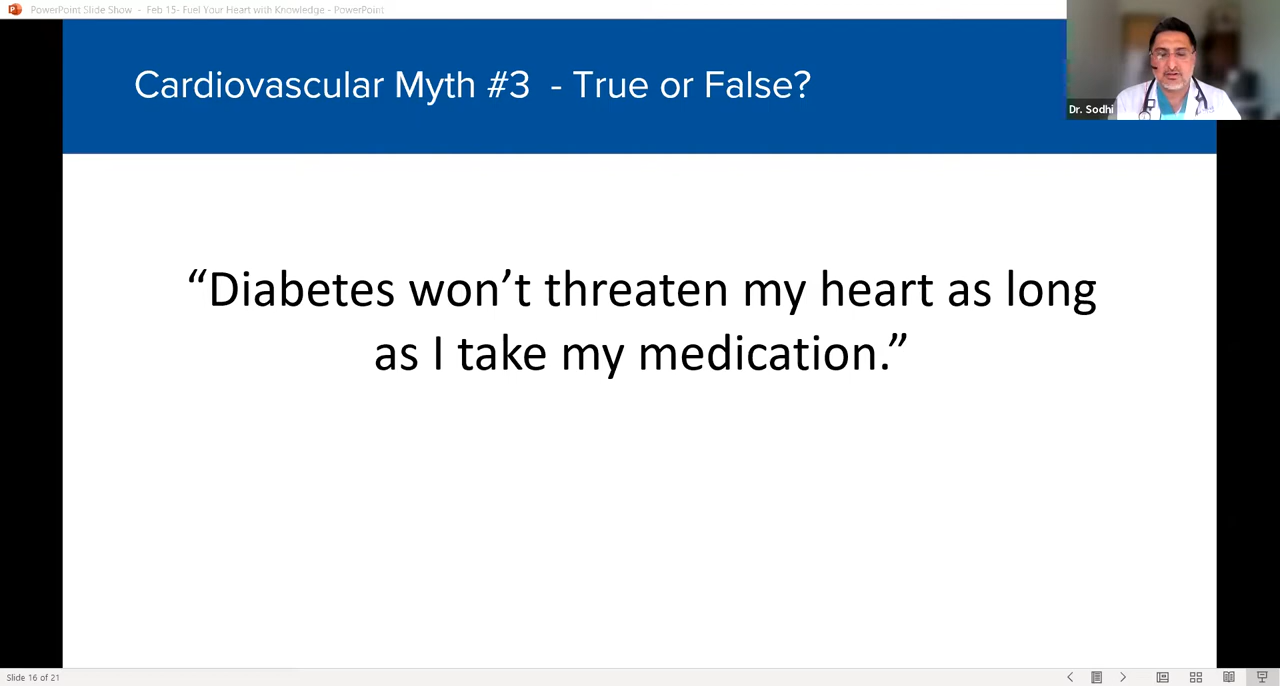 PowerPoint Slide Show - Feb 15- Fuel Your Heart with Knowledge - PowerPoint
Cardiovascular Myth #3 - True or False?
Dr. Sodhi
“Diabetes won’t threaten my heart as long
as I take my medication.”
Slide 16 of 21